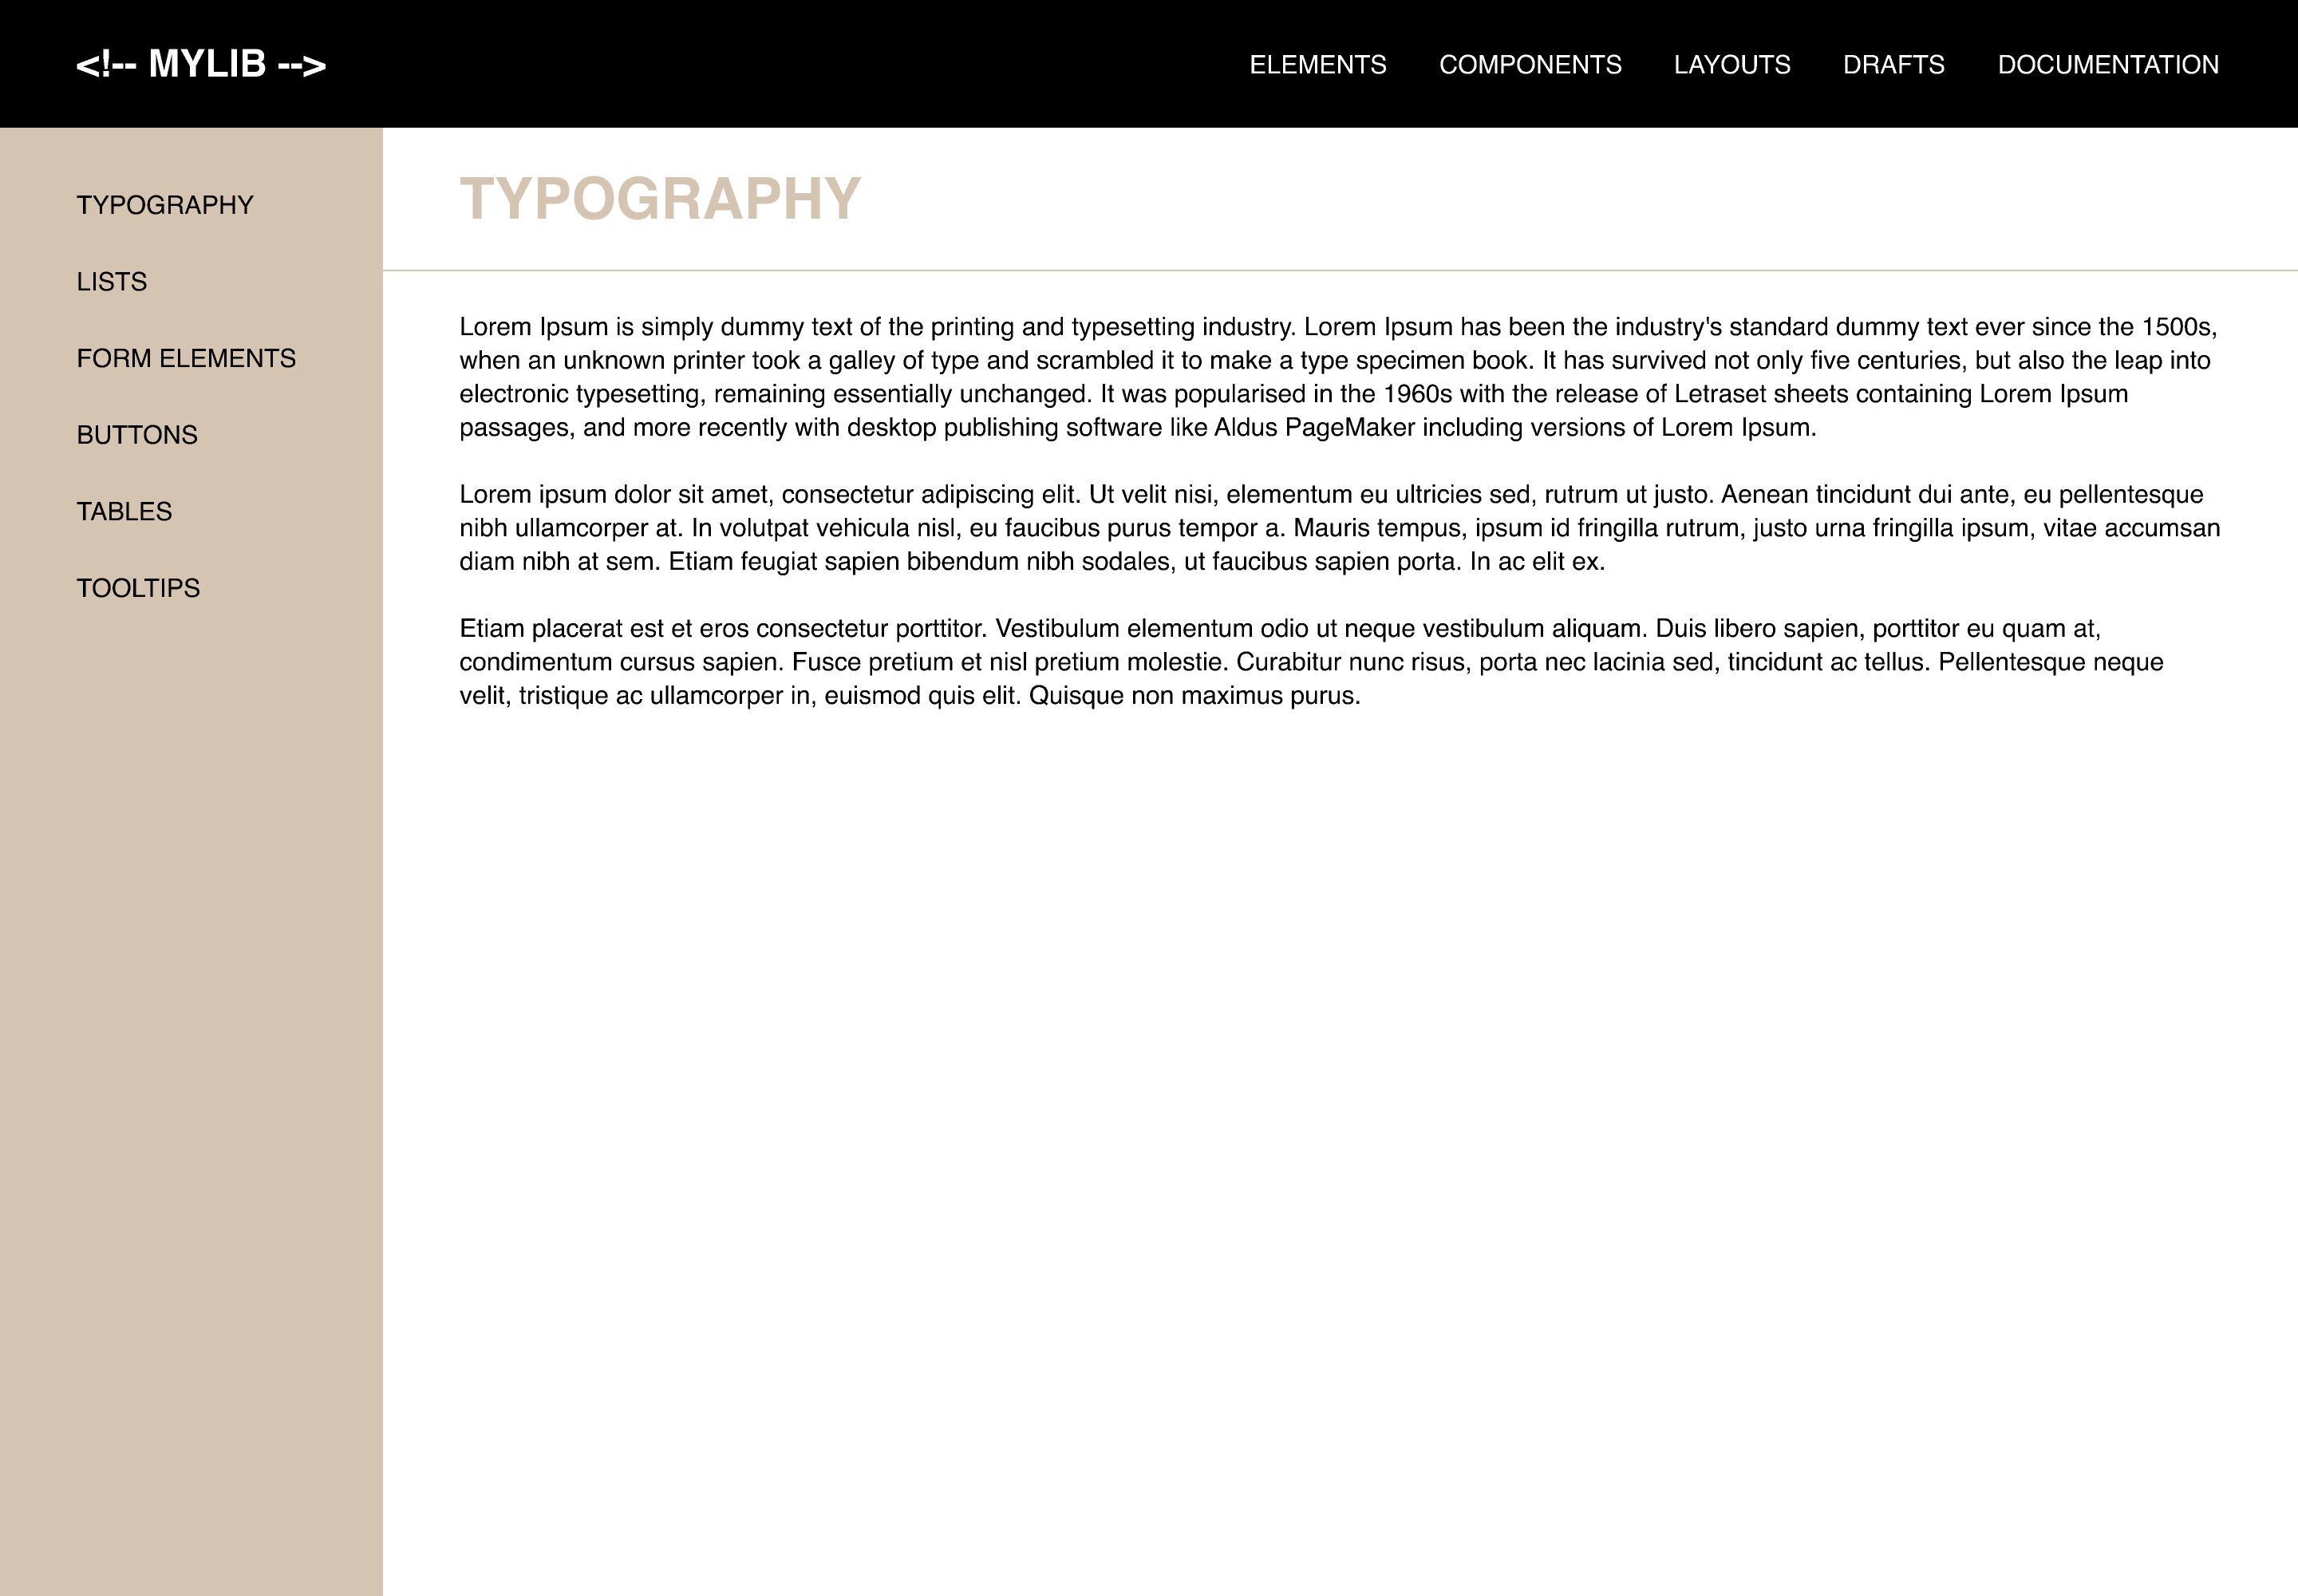 <!-- MYLIB -->
ELEMENTS COMPONENTS LAYOUTS DRAFTS DOCUMENTATION
TYPOGRAPHY
LISTS
FORM ELEMENTS
BUTTONS
TABLES
TOOLTIPS
TYPOGRAPHY
Lorem Ipsum is simply dummy text of the printing and typesetting industry. Lorem Ipsum has been the industry's standard dummy text ever since the 1500s,
when an unknown printer took a galley of type and scrambled it to make a type specimen book. It has survived not only five centuries, but also the leap into
electronic typesetting, remaining essentially unchanged. It was popularised in the 1960s with the release of Letraset sheets containing Lorem Ipsum
passages, and more recently with desktop publishing software like Aldus PageMaker including versions of Lorem Ipsum.
Lorem ipsum dolor sit amet, consectetur adipiscing elit. Ut velit nisi, elementum eu ultricies sed, rutrum ut justo. Aenean tincidunt dui ante, eu pellentesque
nibh ullamcorper at. In volutpat vehicula nisl, eu faucibus purus tempor a. Mauris tempus, ipsum id fringilla rutrum, justo urna fringilla ipsum, vitae accumsan
diam nibh at sem. Etiam feugiat sapien bibendum nibh sodales, ut faucibus sapien porta. In ac elit ex.
Etiam placerat est et eros consectetur porttitor. Vestibulum elementum odio ut neque vestibulum aliquam. Duis libero sapien, porttitor eu quam at,
condimentum cursus sapien. Fusce pretium et nisl pretium molestie. Curabitur nunc risus, porta nec lacinia sed, tincidunt ac tellus. Pellentesque neque
velit, tristique ac ullamcorper in, euismod quis elit. Quisque non maximus purus.